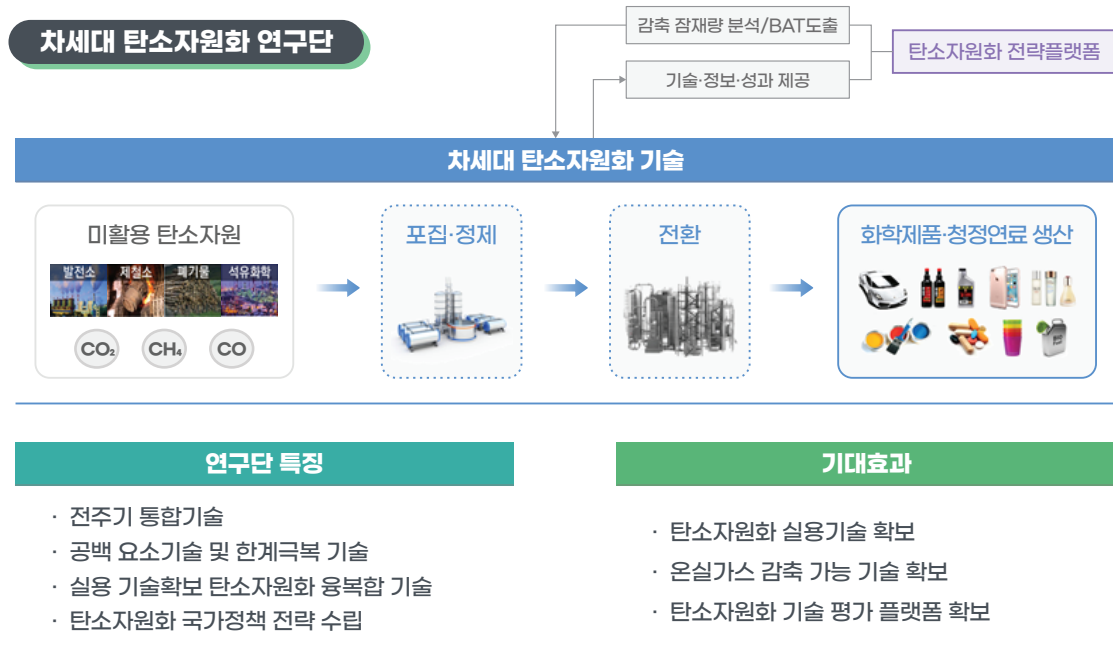 차세대 탄소자원화 연구단
감축 잠재량 분석/BAT도출
탄소자원화 전략플랫폼
기술·정보·성과 제공
차세대 탄소자원화 기술
미활용 탄소자원
발전소 제철소 폐기물 석유화학
CO₂ CH₄ CO
포집·정제
전환
화학제품·청정연료 생산
연구단 특징
· 전주기 통합기술
· 공백 요소기술 및 한계극복 기술
· 실용 기술확보 탄소자원화 융복합 기술
· 탄소자원화 국가정책 전략 수립
기대효과
· 탄소자원화 실용기술 확보
· 온실가스 감축 가능 기술 확보
· 탄소자원화 기술 평가 플랫폼 확보